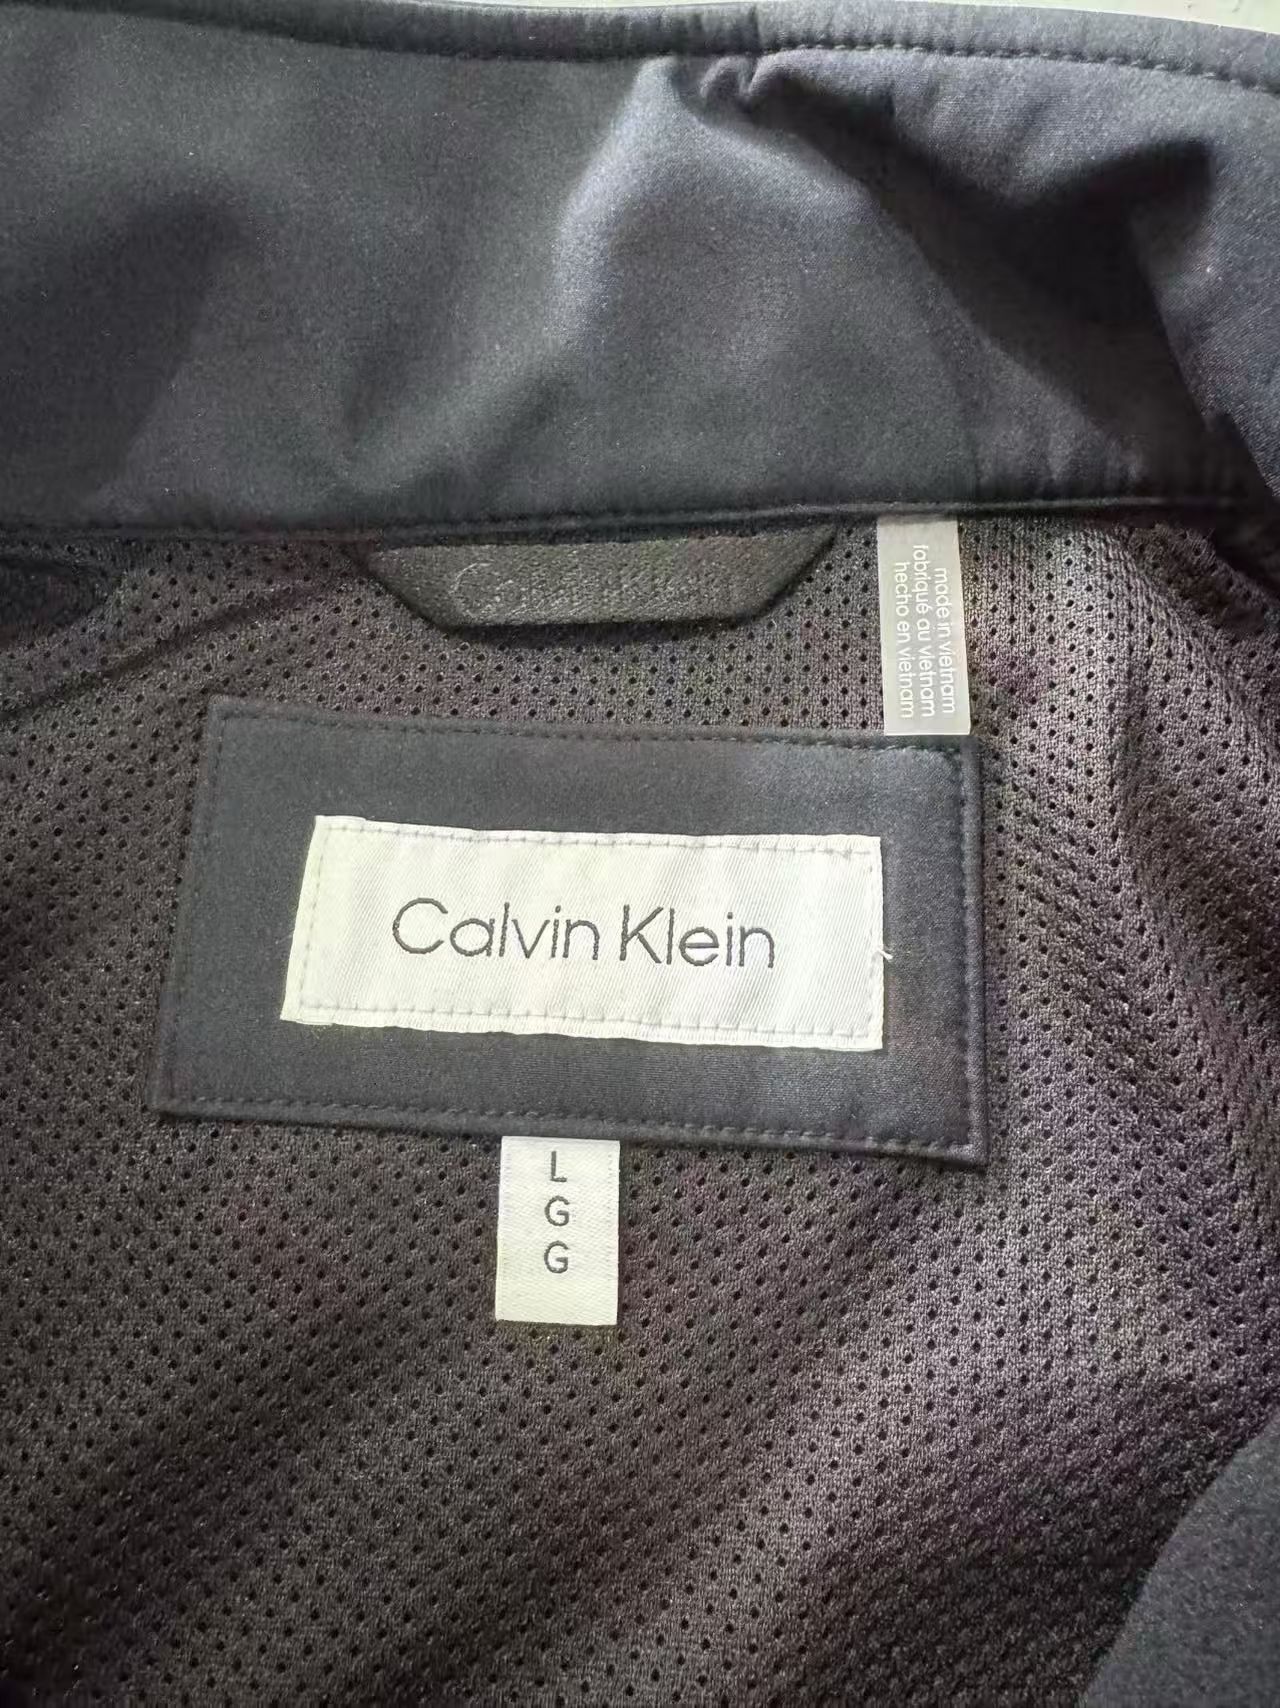 made in vietnam
fabriqué au vietnam
hecho en vietnam
Calvin Klein
L
G
G